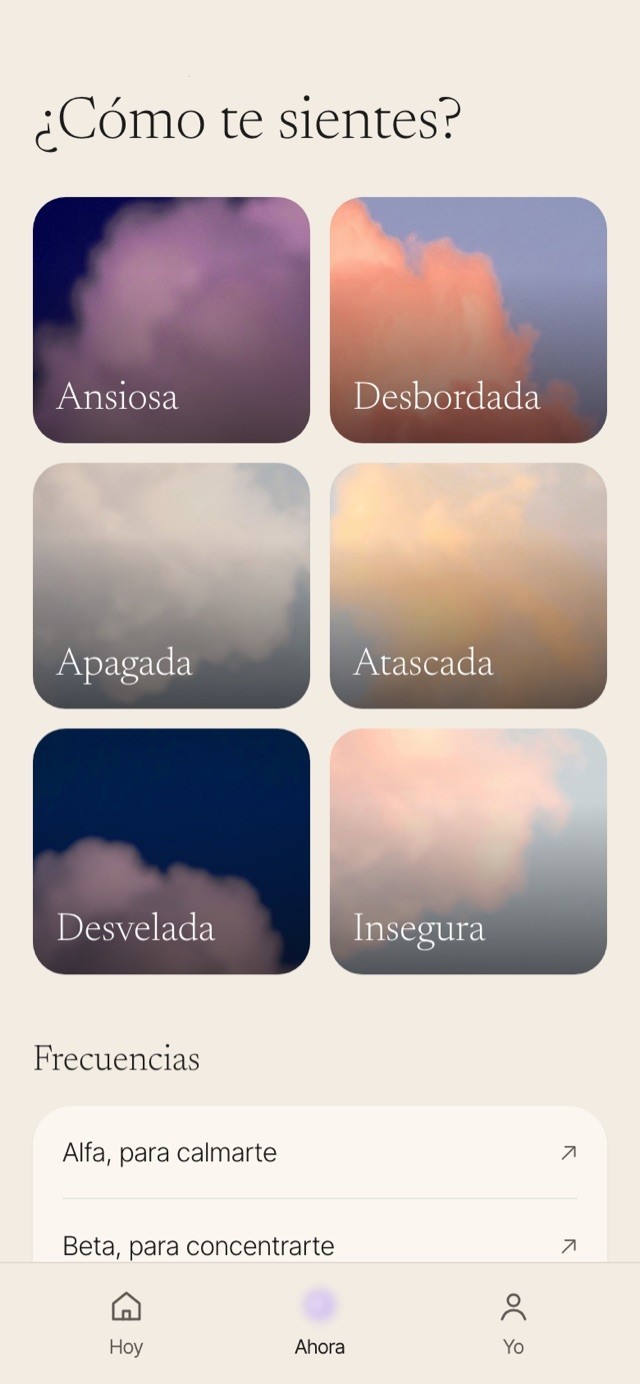 ¿Cómo te sientes?
Ansiosa
Desbordada
Apagada
Atascada
Desvelada
Insegura
Frecuencias
Alfa, para calmarte
Beta, para concentrarte
Hoy
Ahora
Yo